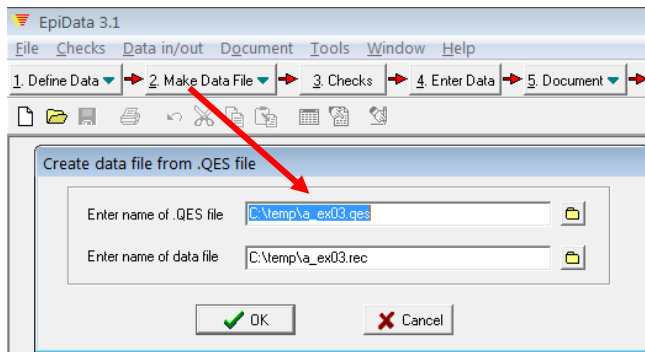 EpiData 3.1
File Checks Data in/out Document Tools Window Help
1. Define Data 2. Make Data File 3. Checks 4. Enter Data 5. Document
Create data file from .QES file
Enter name of .QES file C:\temp\a_ex03.qes
Enter name of data file C:\temp\a_ex03.rec
OK Cancel